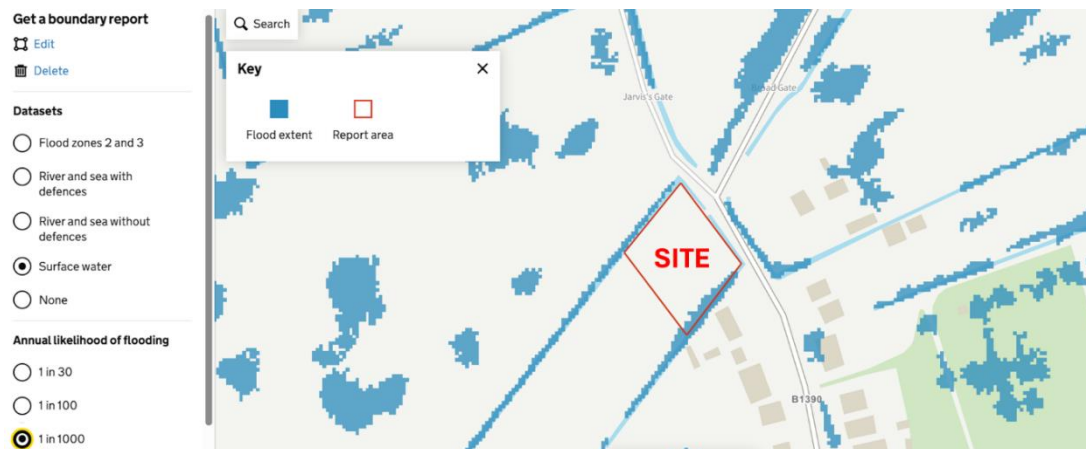 Get a boundary report
Edit
Delete
Datasets
Flood zones 2 and 3
River and sea with
defences
River and sea without
defences
Surface water
None
Annual likelihood of flooding
1 in 30
1 in 100
1 in 1000
Search
Key
Flood extent
Report area
Jarvis's Gate
Broad Gate
SITE
B1390